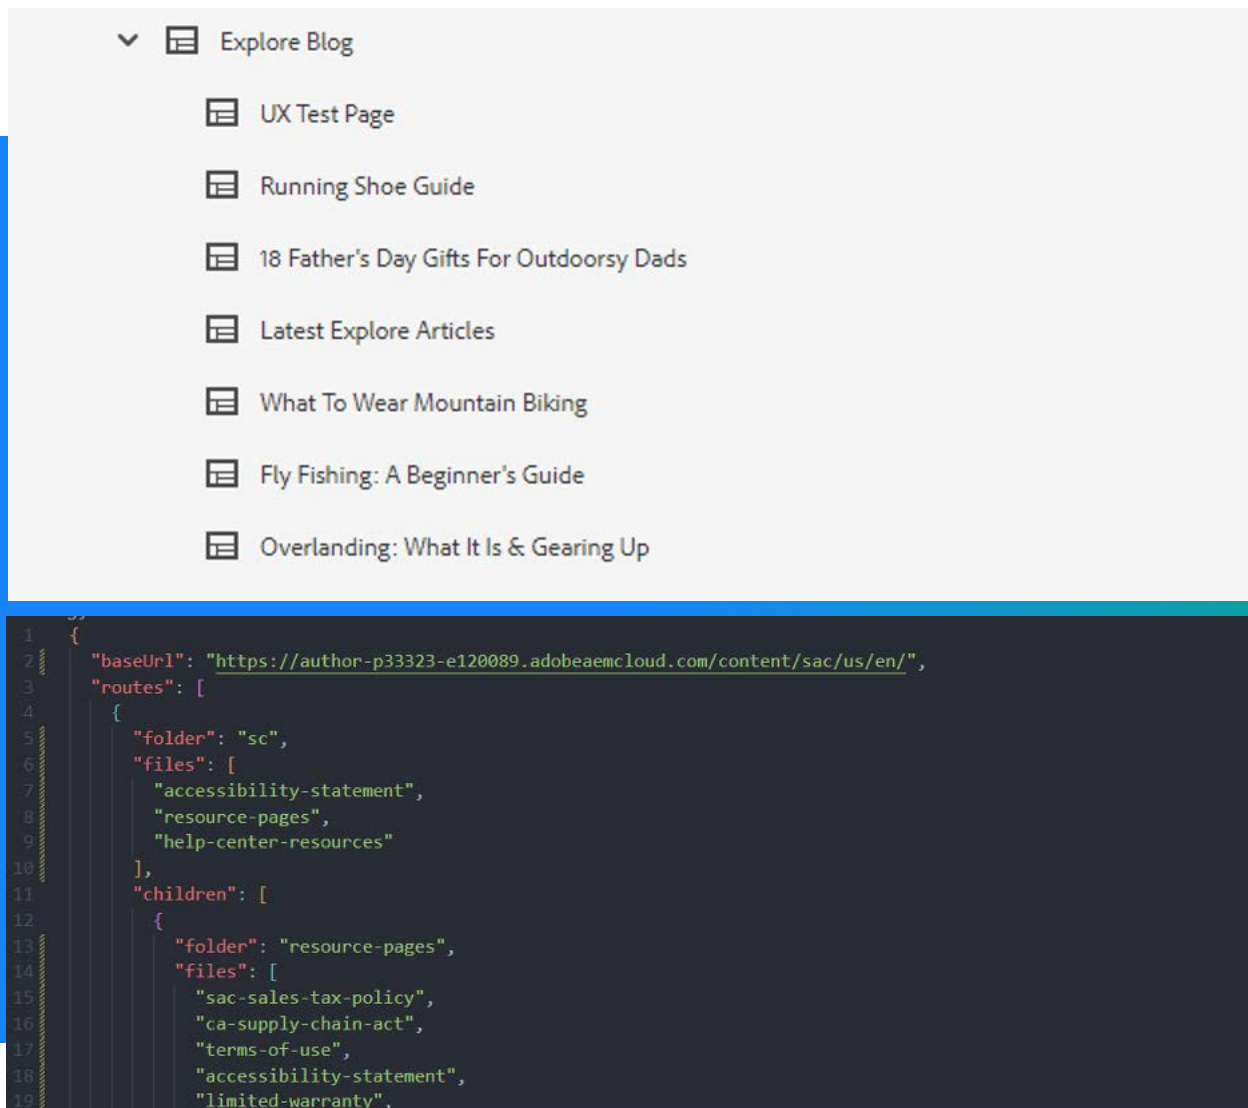 Explore Blog
UX Test Page
Running Shoe Guide
18 Father's Day Gifts For Outdoorsy Dads
Latest Explore Articles
What To Wear Mountain Biking
Fly Fishing: A Beginner's Guide
Overlanding: What It Is & Gearing Up
1 {
2 "baseUrl": "https://author-p33323-e120089.adobeaemcloud.com/content/sac/us/en/",
3 "routes": [
4 {
5 "folder": "sc",
6 "files": [
7 "accessibility-statement",
8 "resource-pages",
9 "help-center-resources"
10 ],
11 "children": [
12 {
13 "folder": "resource-pages",
14 "files": [
15 "sac-sales-tax-policy",
16 "ca-supply-chain-act",
17 "terms-of-use",
18 "accessibility-statement",
19 "limited-warranty",